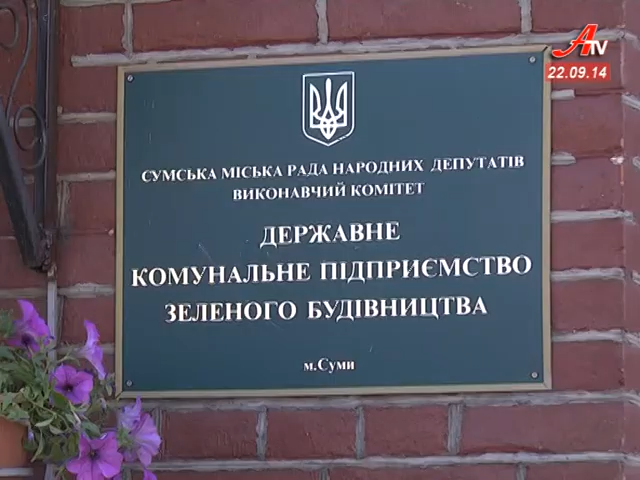 ATV
22.09.14
СУМСЬКА МІСЬКА РАДА НАРОДНИХ ДЕПУТАТІВ
ВИКОНАВЧИЙ КОМІТЕТ
ДЕРЖАВНЕ
КОМУНАЛЬНЕ ПІДПРИЄМСТВО
ЗЕЛЕНОГО БУДІВНИЦТВА
м.Суми